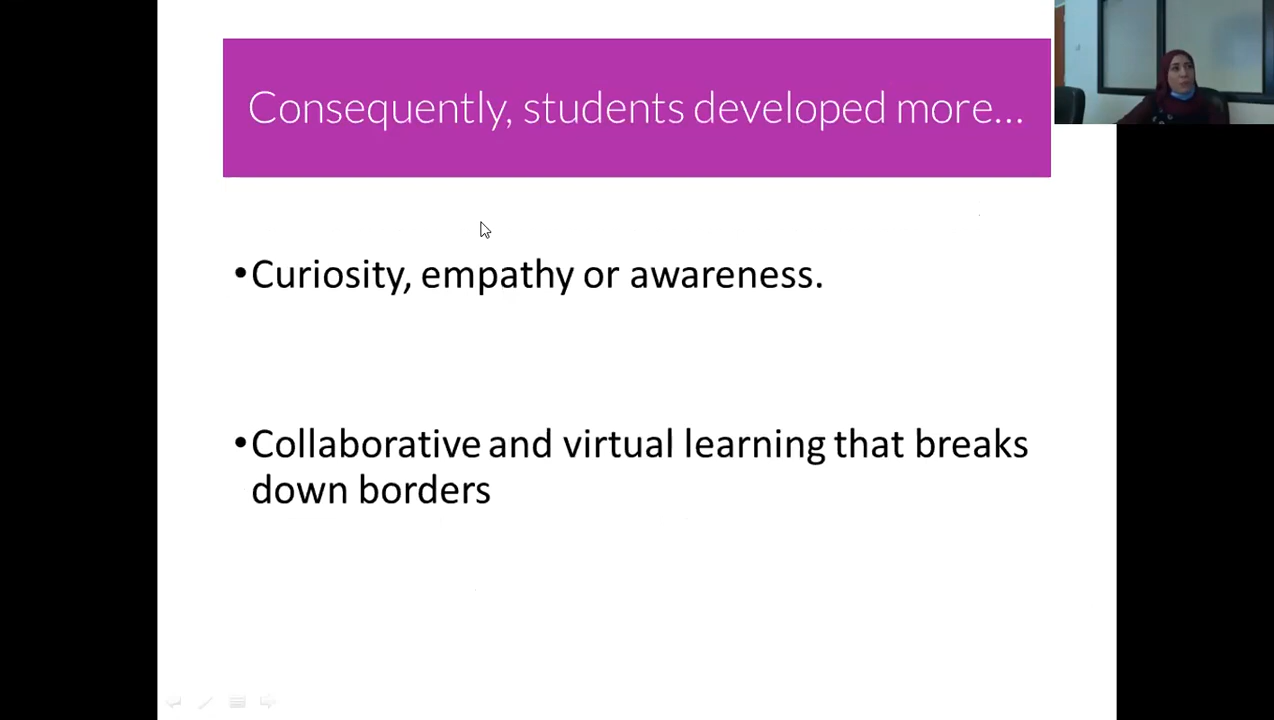 Consequently, students developed more...
•Curiosity, empathy or awareness.
•Collaborative and virtual learning that breaks
down borders